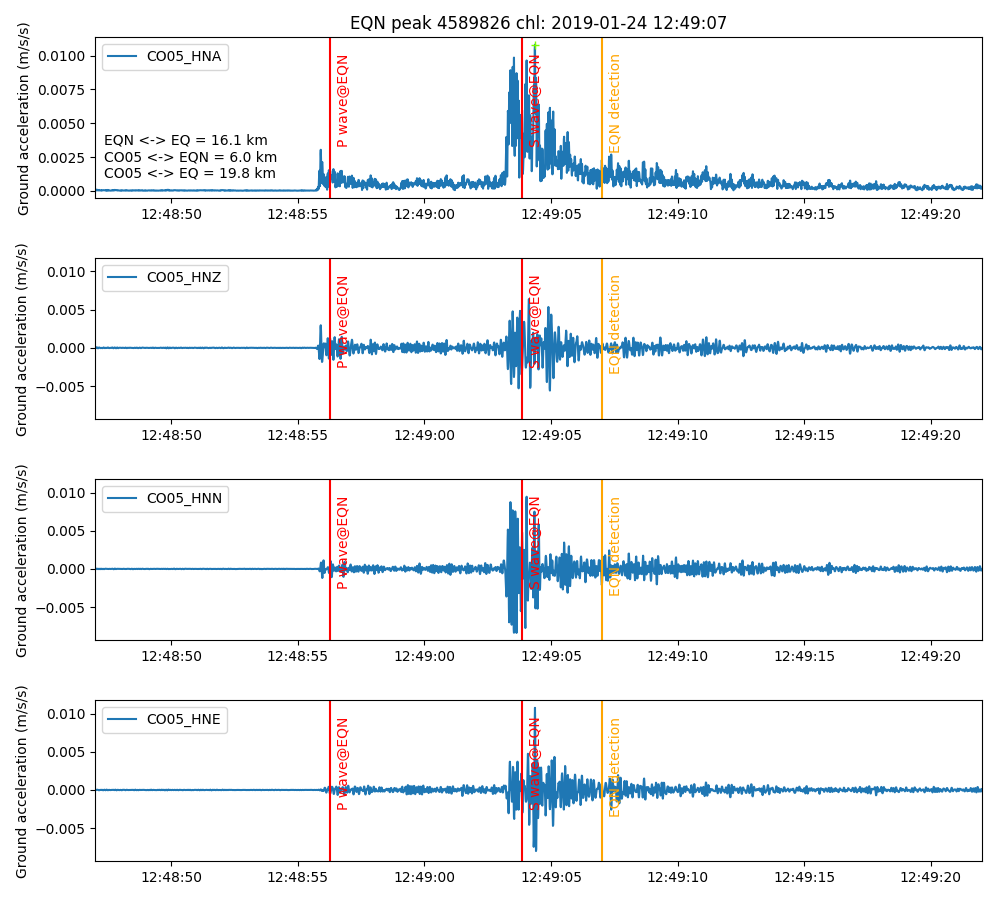 EQN peak 4589826 chl: 2019-01-24 12:49:07
Ground acceleration (m/s/s)
0.0100
0.0075
0.0050
0.0025
0.0000
CO05_HNA
EQN <-> EQ = 16.1 km
CO05 <-> EQN = 6.0 km
CO05 <-> EQ = 19.8 km
P wave@EQN
S wave@EQN
EQN detection
12:48:50 12:48:55 12:49:00 12:49:05 12:49:10 12:49:15 12:49:20
Ground acceleration (m/s/s)
0.010
0.005
0.000
−0.005
CO05_HNZ
P wave@EQN
S wave@EQN
EQN detection
12:48:50 12:48:55 12:49:00 12:49:05 12:49:10 12:49:15 12:49:20
Ground acceleration (m/s/s)
0.010
0.005
0.000
−0.005
CO05_HNN
P wave@EQN
S wave@EQN
EQN detection
12:48:50 12:48:55 12:49:00 12:49:05 12:49:10 12:49:15 12:49:20
Ground acceleration (m/s/s)
0.010
0.005
0.000
−0.005
CO05_HNE
P wave@EQN
S wave@EQN
EQN detection
12:48:50 12:48:55 12:49:00 12:49:05 12:49:10 12:49:15 12:49:20